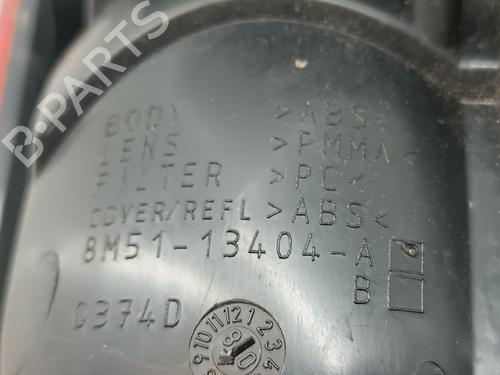 BODY >ABS<
LENS >PMMA<
FILTER >PC<
COVER/REFL >ABS<
8M51-13404-A
B
0374D
B-PARTS